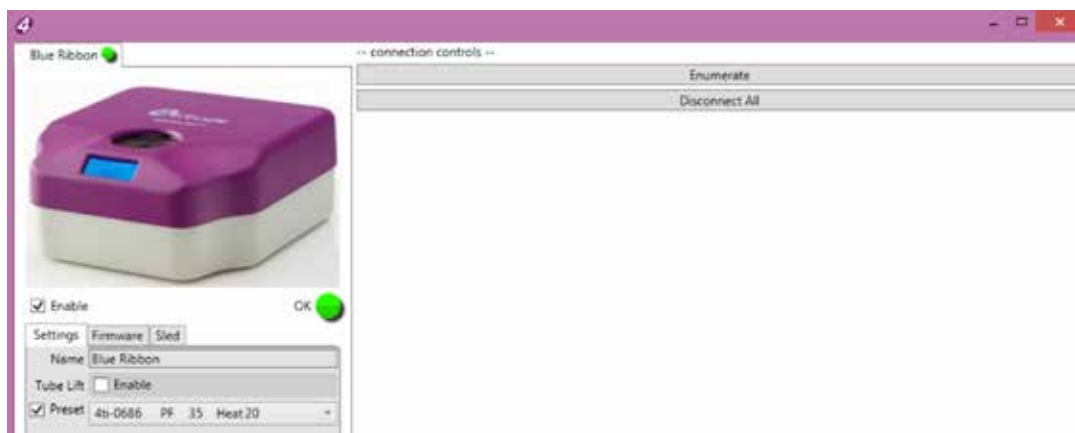 4
Blue Ribbon
-- connection controls --
Enumerate
Disconnect All
Enable
OK
Settings Firmware Sled
Name Blue Ribbon
Tube Lift Enable
Preset 4ti-0686 PF 35 Heat 20